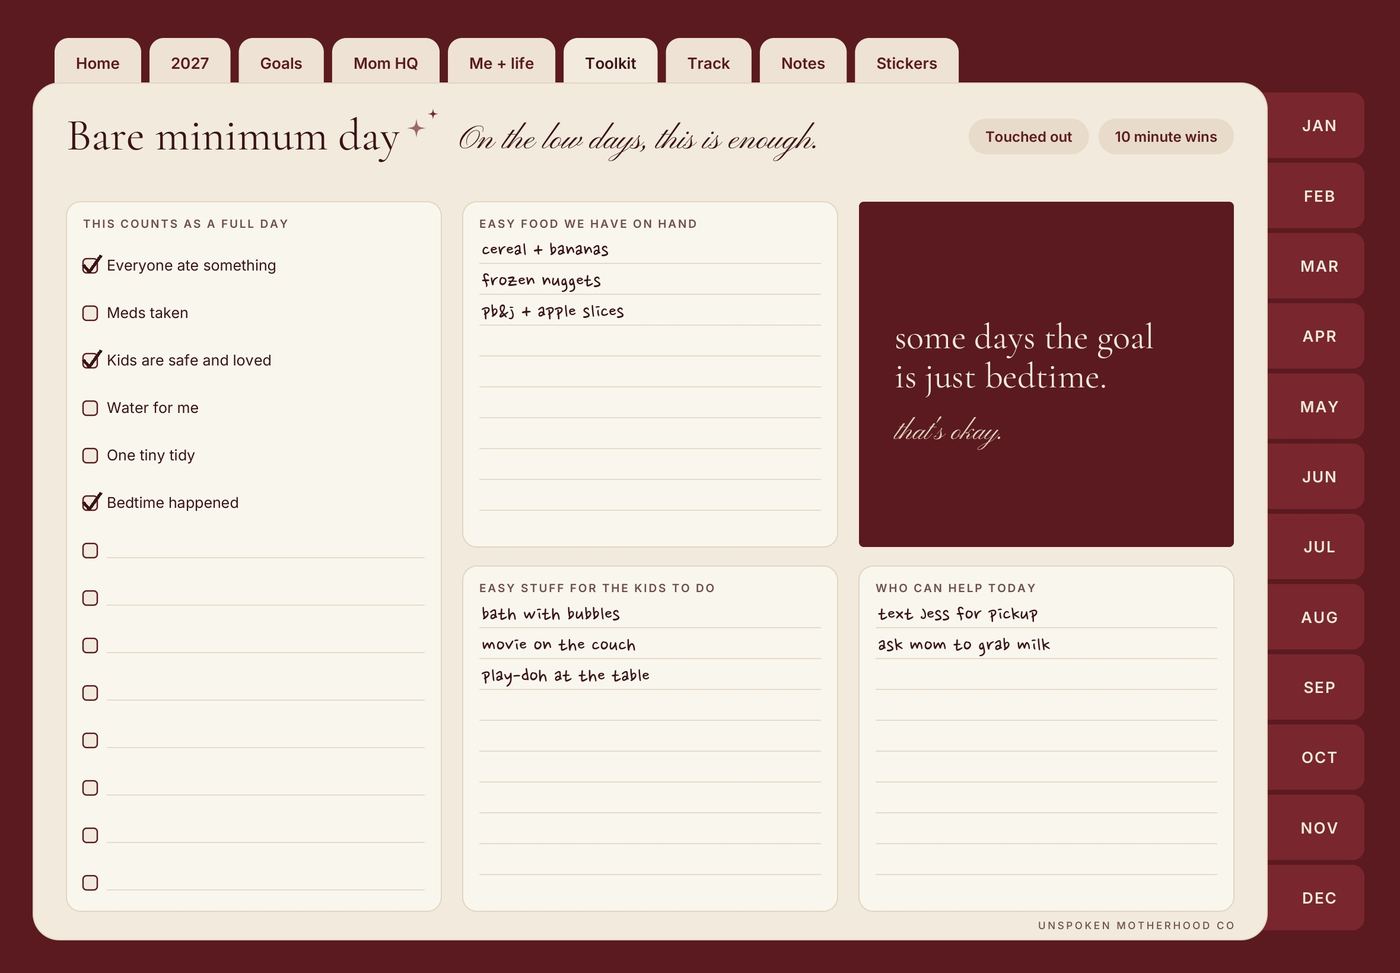 Home
2027
Goals
Mom HQ
Me + life
Toolkit
Track
Notes
Stickers
Bare minimum day
On the low days, this is enough.
Touched out
10 minute wins
THIS COUNTS AS A FULL DAY
Everyone ate something
Meds taken
Kids are safe and loved
Water for me
One tiny tidy
Bedtime happened
EASY FOOD WE HAVE ON HAND
cereal + bananas
frozen nuggets
pb&j + apple slices
some days the goal
is just bedtime.
that's okay.
EASY STUFF FOR THE KIDS TO DO
bath with bubbles
movie on the couch
play-doh at the table
WHO CAN HELP TODAY
text Jess for pickup
ask mom to grab milk
UNSPOKEN MOTHERHOOD CO
JAN
FEB
MAR
APR
MAY
JUN
JUL
AUG
SEP
OCT
NOV
DEC